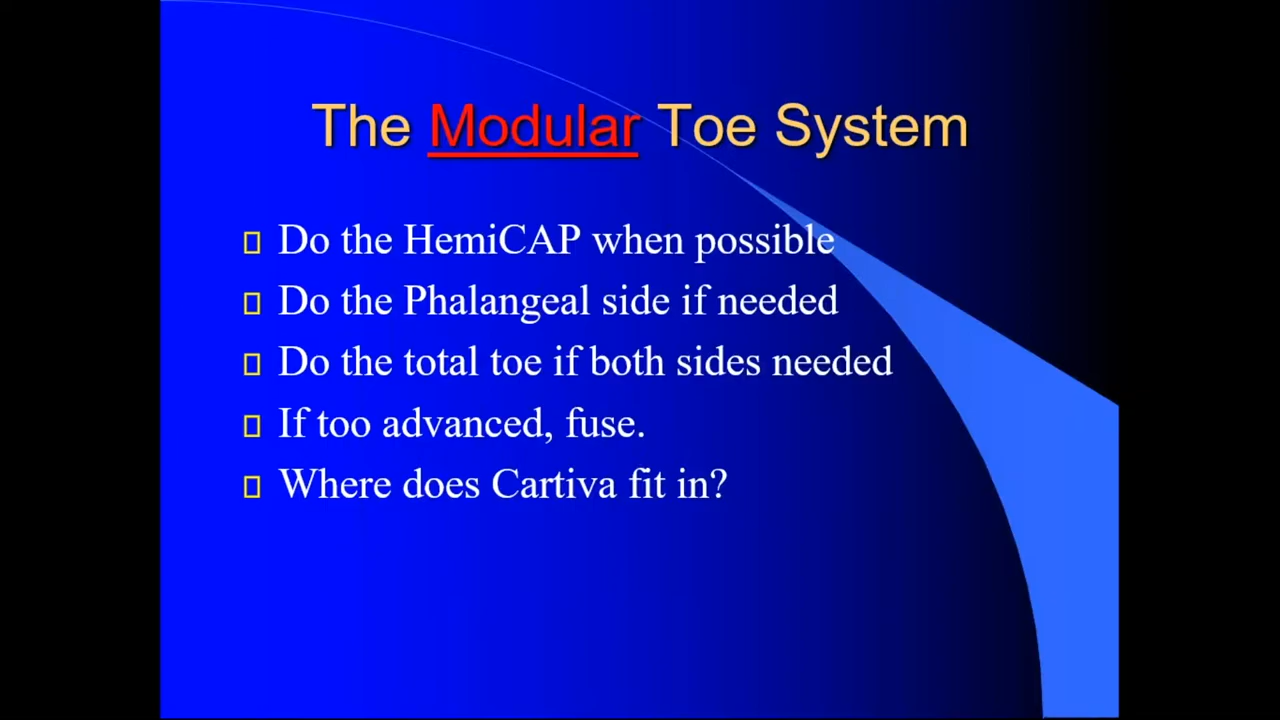 The Modular Toe System
Do the HemiCAP when possible
Do the Phalangeal side if needed
Do the total toe if both sides needed
If too advanced, fuse.
Where does Cartiva fit in?